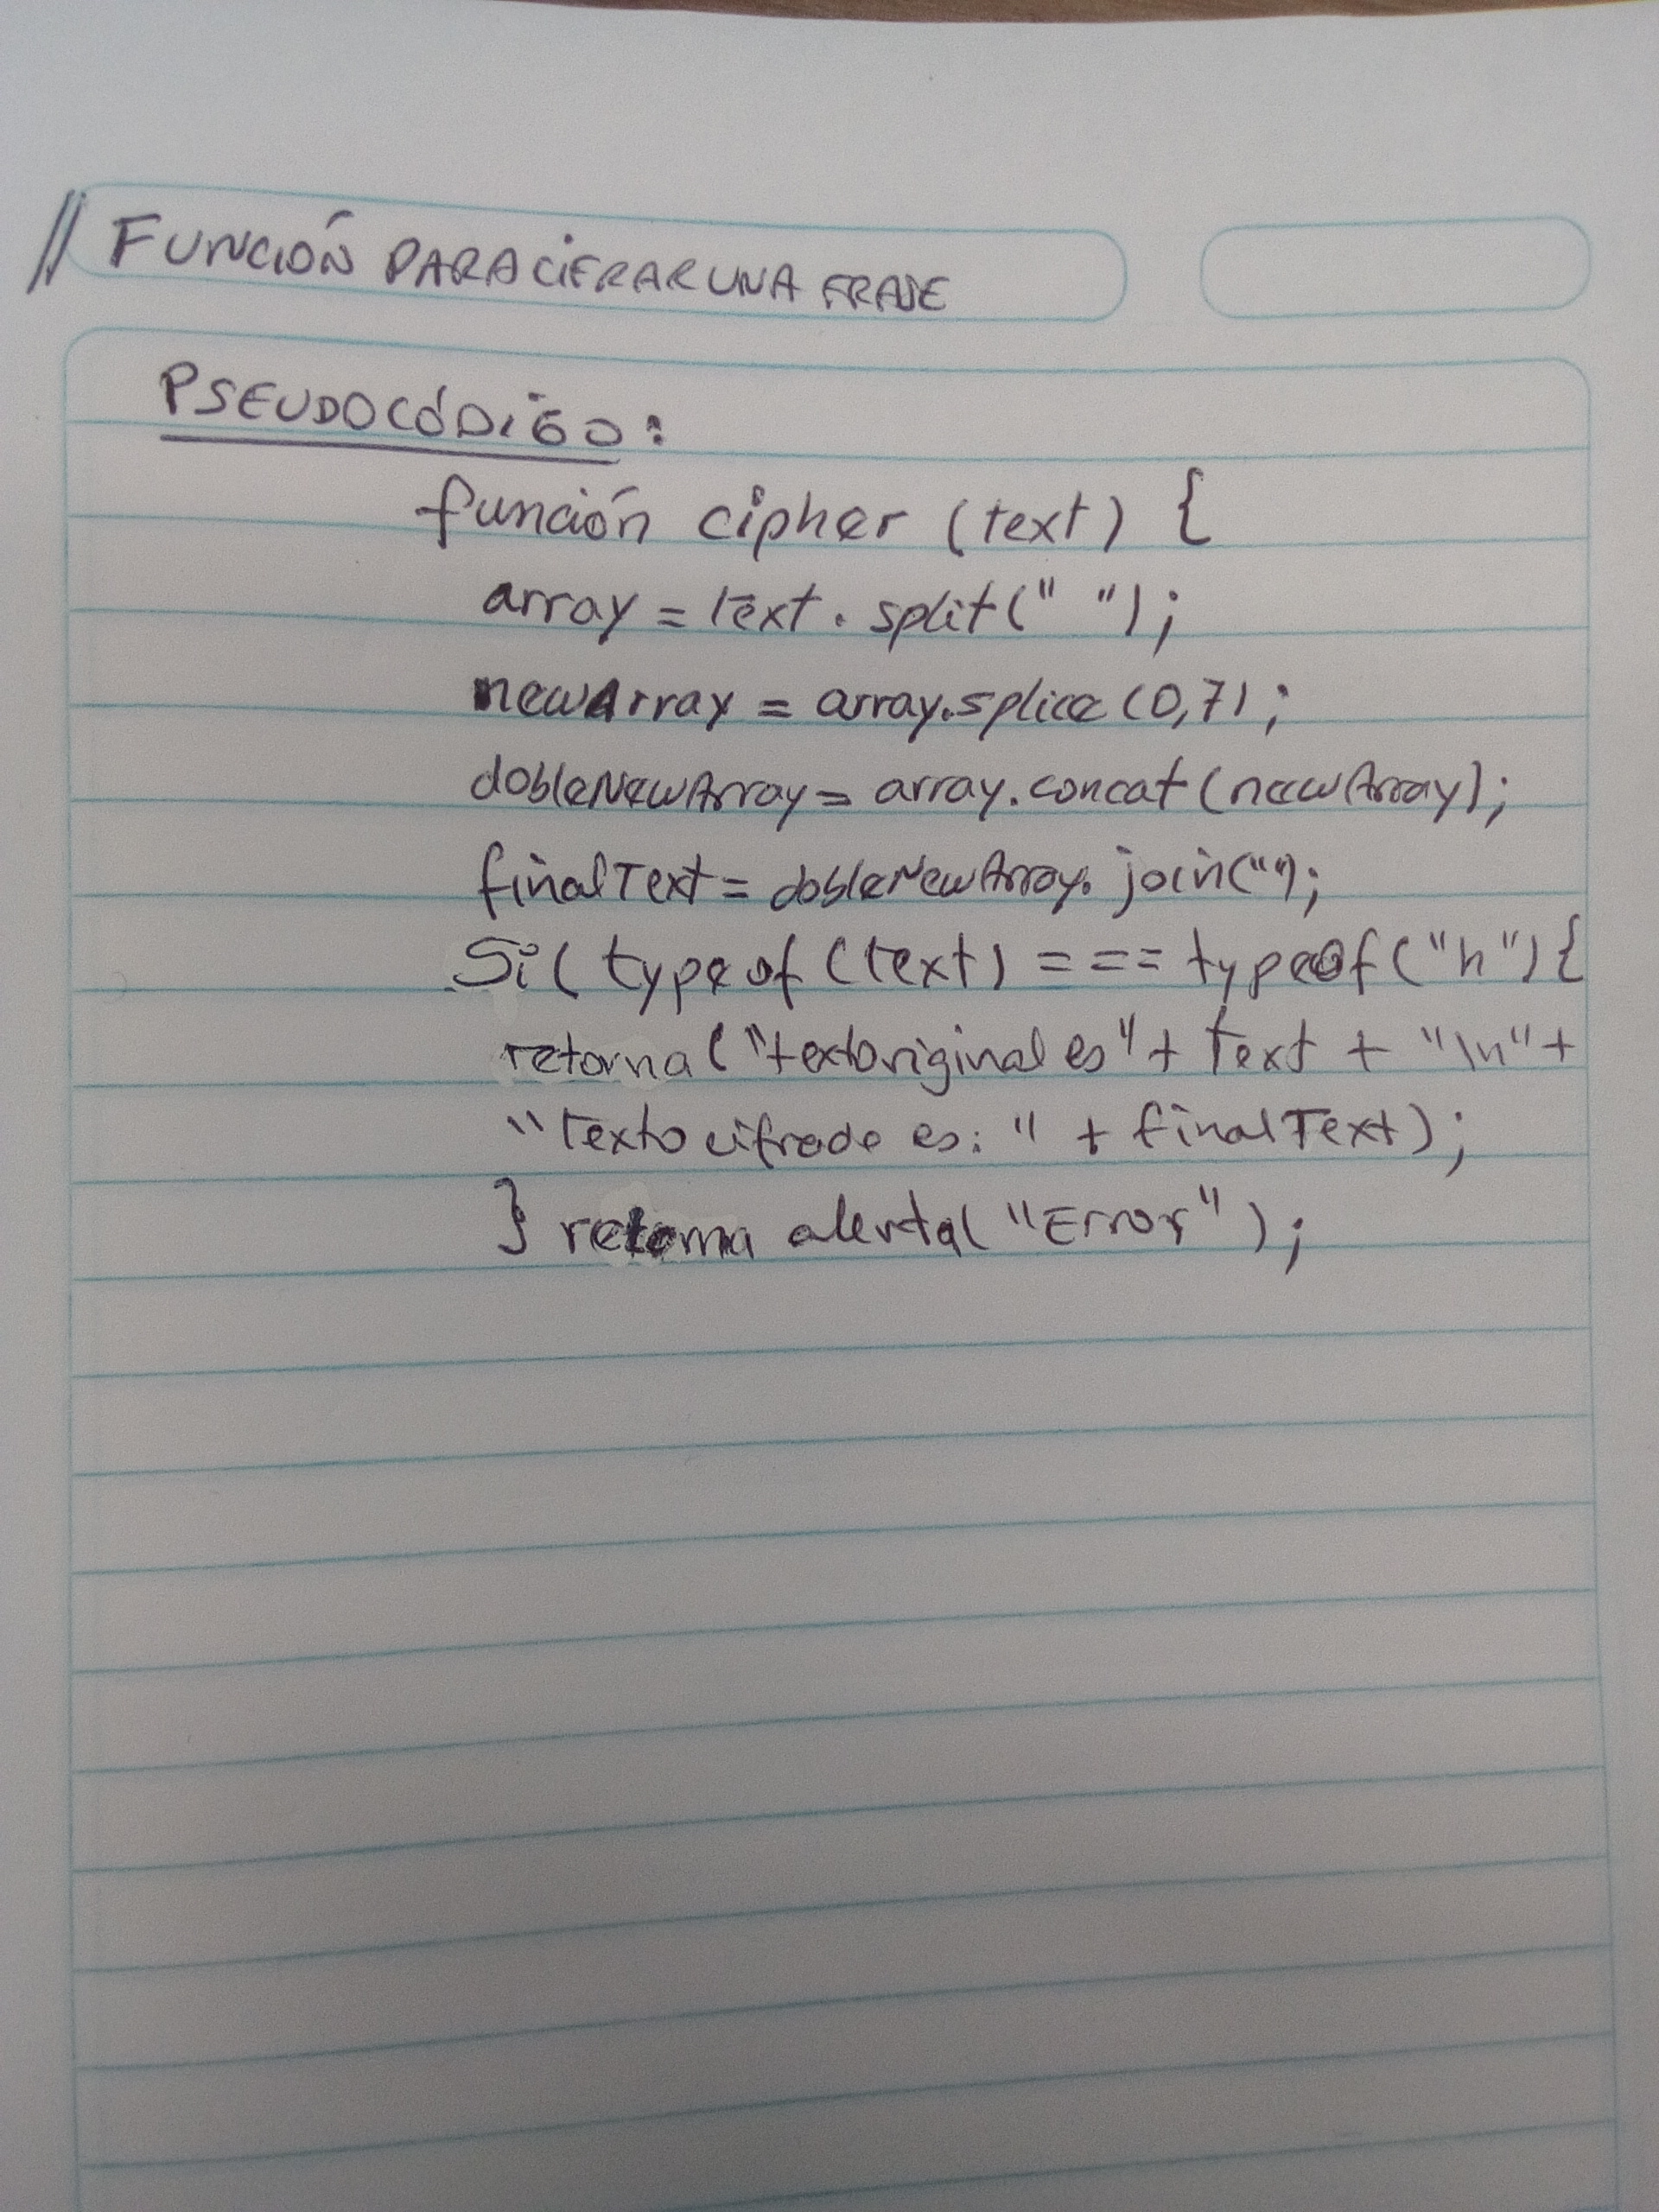 // FUNCIÓN PARA CIFRAR UNA FRASE
PSEUDOCÓDIGO:
función cipher (text) {
array = text.split(" ");
newArray = array.splice(0,7);
dobleNewArray = array.concat(newArray);
finalText = dobleNewArray.join("");
Si( typeof (text) === typeof("h") {
retorna("textoriginal es" + text + "\n" +
"Texto cifrado es: " + finalText);
} retorna alerta( "Error" );